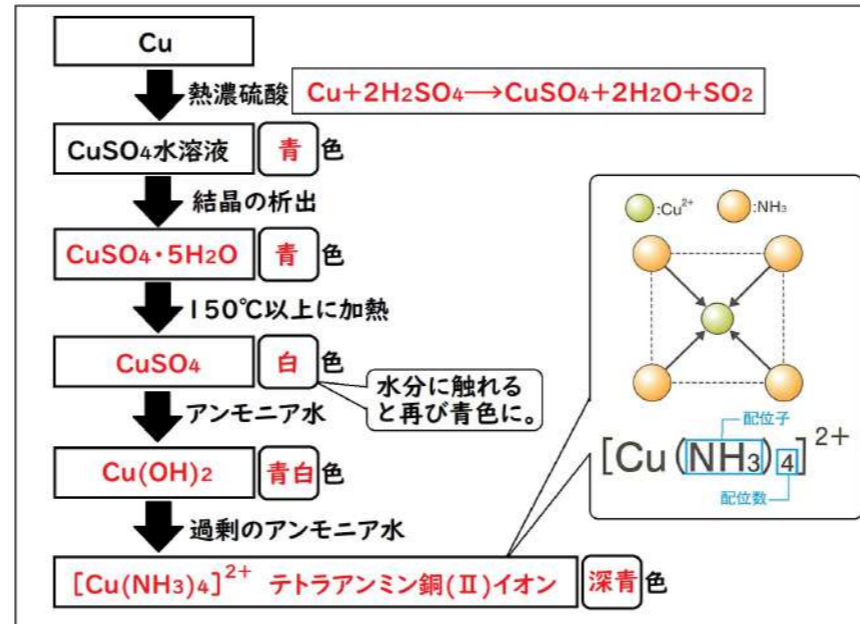 Cu
熱濃硫酸 Cu+2H2SO4→CuSO4+2H2O+SO2
CuSO4水溶液 青色
結晶の析出
CuSO4・5H2O 青色
150℃以上に加熱
CuSO4 白色
水分に触れる
と再び青色に。
アンモニア水
Cu(OH)2 青白色
過剰のアンモニア水
[Cu(NH3)4]2+ テトラアンミン銅(Ⅱ)イオン 深青色
:Cu2+ :NH3
配位子
[Cu(NH3)4]2+
配位数